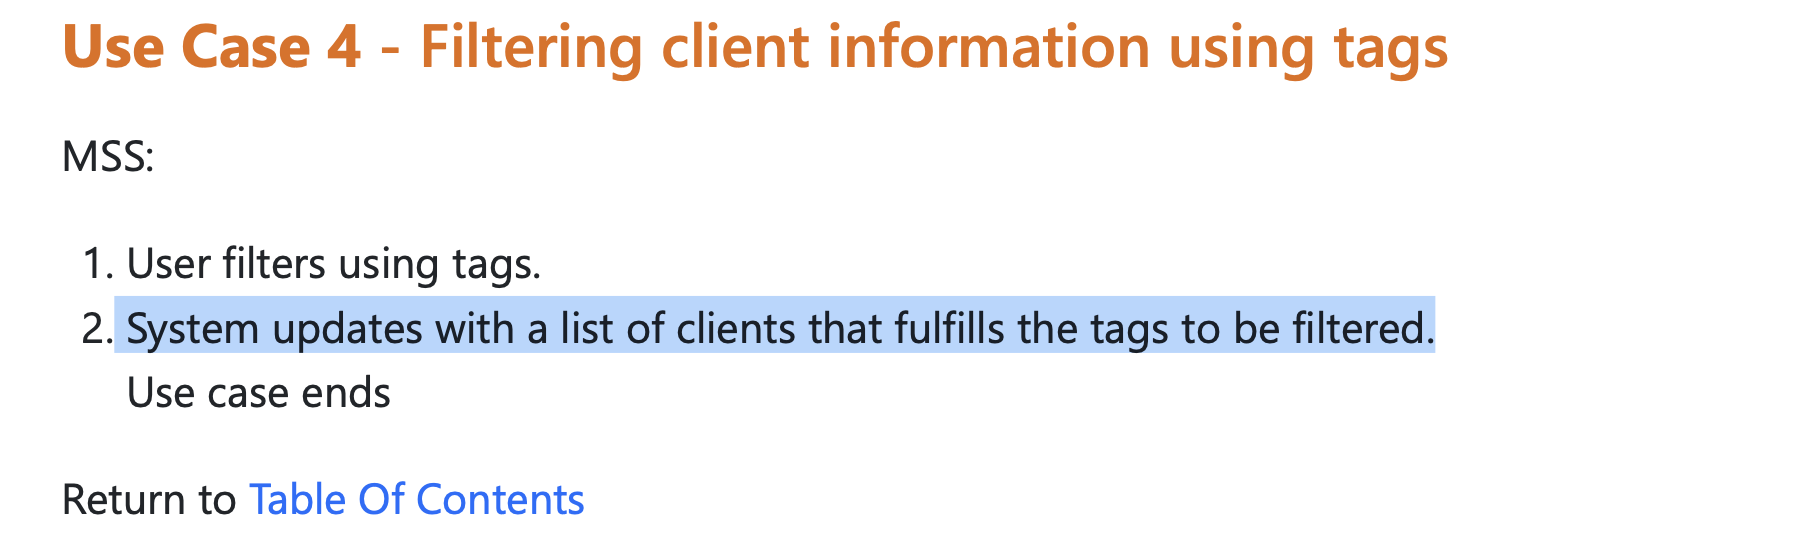 Use Case 4 - Filtering client information using tags
MSS:
1. User filters using tags.
2. System updates with a list of clients that fulfills the tags to be filtered.
Use case ends
Return to Table Of Contents